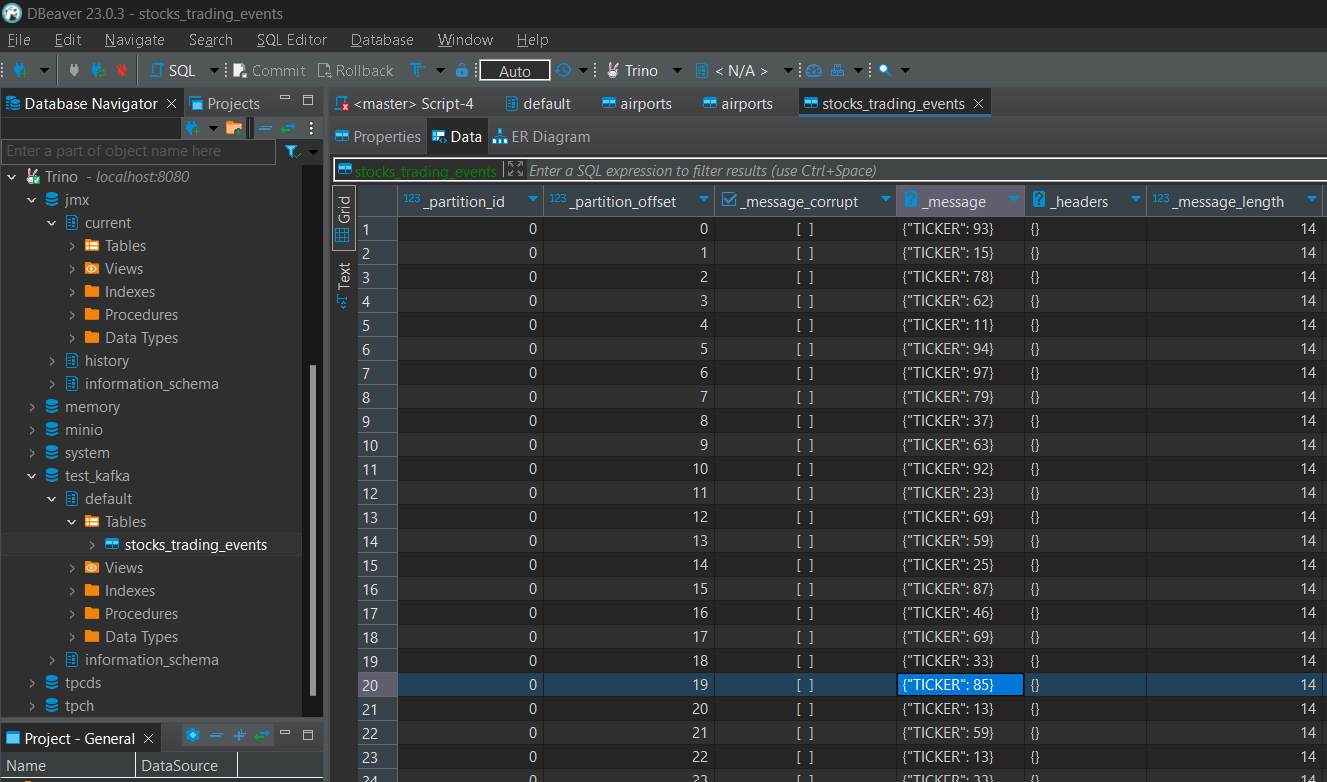 DBeaver 23.0.3 - stocks_trading_events
File Edit Navigate Search SQL Editor Database Window Help
SQL Commit Rollback Auto Trino < N/A >
Database Navigator Projects
Enter a part of object name here
Trino - localhost:8080
jmx
current
Tables
Views
Indexes
Procedures
Data Types
history
information_schema
memory
minio
system
test_kafka
default
Tables
stocks_trading_events
Views
Indexes
Procedures
Data Types
information_schema
tpcds
tpch
Project - General
Name DataSource
<master> Script-4 default airports airports stocks_trading_events
Properties Data ER Diagram
stocks_trading_events Enter a SQL expression to filter results (use Ctrl+Space)
Grid
Text
123 _partition_id 123 _partition_offset _message_corrupt ? _message ? _headers 123 _message_length
1 0 0 [ ] {"TICKER": 93} {} 14
2 0 1 [ ] {"TICKER": 15} {} 14
3 0 2 [ ] {"TICKER": 78} {} 14
4 0 3 [ ] {"TICKER": 62} {} 14
5 0 4 [ ] {"TICKER": 11} {} 14
6 0 5 [ ] {"TICKER": 94} {} 14
7 0 6 [ ] {"TICKER": 97} {} 14
8 0 7 [ ] {"TICKER": 79} {} 14
9 0 8 [ ] {"TICKER": 37} {} 14
10 0 9 [ ] {"TICKER": 63} {} 14
11 0 10 [ ] {"TICKER": 92} {} 14
12 0 11 [ ] {"TICKER": 23} {} 14
13 0 12 [ ] {"TICKER": 69} {} 14
14 0 13 [ ] {"TICKER": 59} {} 14
15 0 14 [ ] {"TICKER": 25} {} 14
16 0 15 [ ] {"TICKER": 87} {} 14
17 0 16 [ ] {"TICKER": 46} {} 14
18 0 17 [ ] {"TICKER": 69} {} 14
19 0 18 [ ] {"TICKER": 33} {} 14
20 0 19 [ ] {"TICKER": 85} {} 14
21 0 20 [ ] {"TICKER": 13} {} 14
22 0 21 [ ] {"TICKER": 59} {} 14
23 0 22 [ ] {"TICKER": 13} {} 14
24 0 23 [ ] {"TICKER": 33} {} 14